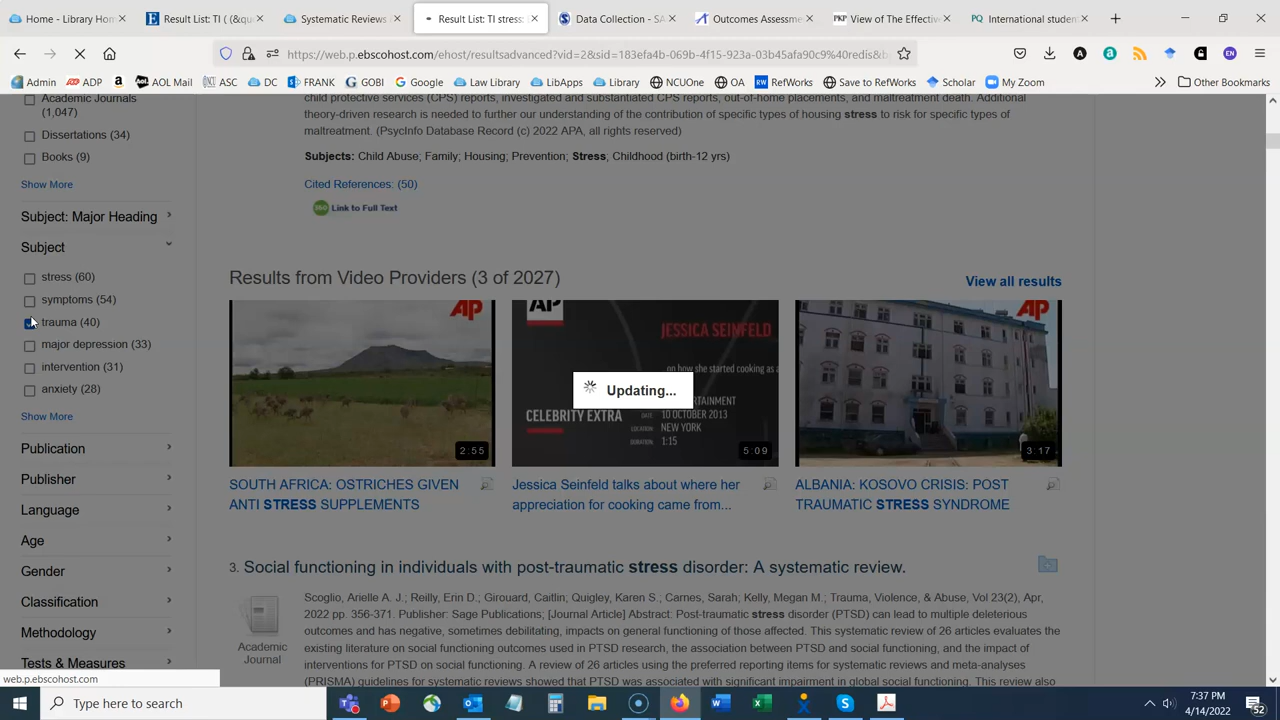 Home - Library Hom
Result List: TI ( (&quo
Systematic Reviews i
Result List: TI stress:
Data Collection - SA
Outcomes Assessme
View of The Effective
International studen
https://web.p.ebscohost.com/ehost/resultsadvanced?vid=2&sid=183efa4b-069b-4f15-923a-03b45afa90c9%40redis&b
Admin
ADP
AOL Mail
ASC
DC
FRANK
GOBI
Google
Law Library
LibApps
Library
NCUOne
OA
RefWorks
Save to RefWorks
Scholar
My Zoom
Other Bookmarks
Academic Journals
(1,047)
Dissertations (34)
Books (9)
Show More
Subject: Major Heading
Subject
stress (60)
symptoms (54)
trauma (40)
major depression (33)
intervention (31)
anxiety (28)
Show More
Publication
Publisher
Language
Age
Gender
Classification
Methodology
Tests & Measures
web.p.ebscohost.com
child protective services (CPS) reports, investigated and substantiated CPS reports, out-of-home placements, and maltreatment death. Additional
theory-driven research is needed to further our understanding of the contribution of specific types of housing stress to risk for specific types of
maltreatment. (PsycInfo Database Record (c) 2022 APA, all rights reserved)
Subjects: Child Abuse; Family; Housing; Prevention; Stress; Childhood (birth-12 yrs)
Cited References: (50)
Link to Full Text
Results from Video Providers (3 of 2027)
View all results
AP
2:55
AP
JESSICA SEINFELD
on how she started cooking as a
ENTERTAINMENT
CELEBRITY EXTRA
DATE 10 OCTOBER 2013
LOCATION NEW YORK
DURATION 1:15
5:09
AP
3:17
Updating...
SOUTH AFRICA: OSTRICHES GIVEN
ANTI STRESS SUPPLEMENTS
Jessica Seinfeld talks about where her
appreciation for cooking came from...
ALBANIA: KOSOVO CRISIS: POST
TRAUMATIC STRESS SYNDROME
3. Social functioning in individuals with post-traumatic stress disorder: A systematic review.
Academic
Journal
Scoglio, Arielle A. J.; Reilly, Erin D.; Girouard, Caitlin; Quigley, Karen S.; Carnes, Sarah; Kelly, Megan M.; Trauma, Violence, & Abuse, Vol 23(2), Apr,
2022 pp. 356-371. Publisher: Sage Publications; [Journal Article] Abstract: Post-traumatic stress disorder (PTSD) can lead to multiple deleterious
outcomes and has negative, sometimes debilitating, impacts on general functioning of those affected. This systematic review of 26 articles evaluates the
existing literature on social functioning outcomes used in PTSD research, the association between PTSD and social functioning, and the impact of
interventions for PTSD on social functioning. A review of 26 articles using the preferred reporting items for systematic reviews and meta-analyses
(PRISMA) guidelines for systematic reviews showed that PTSD was associated with significant impairment in global social functioning. This review also
Type here to search
7:37 PM
4/14/2022
52